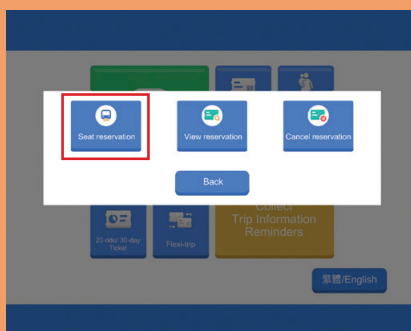 Seat reservation
View reservation
Cancel reservation
Back
Collect
Trip Information
Reminders
20-ride/ 30-day
Ticket
Flexi-trip
繁體/English